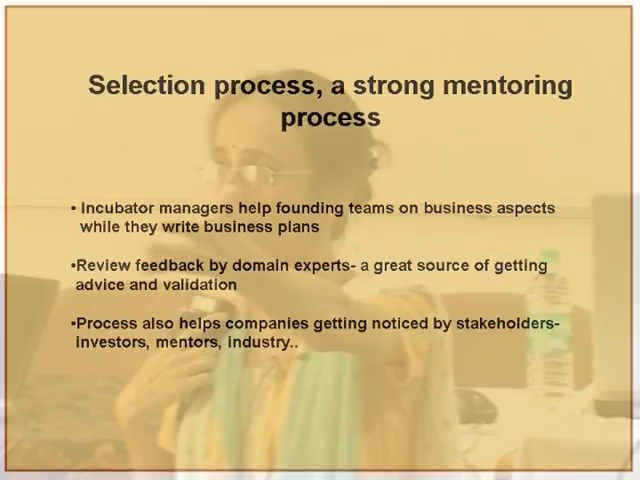 Selection process, a strong mentoring
process
• Incubator managers help founding teams on business aspects
while they write business plans
•Review feedback by domain experts- a great source of getting
advice and validation
•Process also helps companies getting noticed by stakeholders-
investors, mentors, industry..